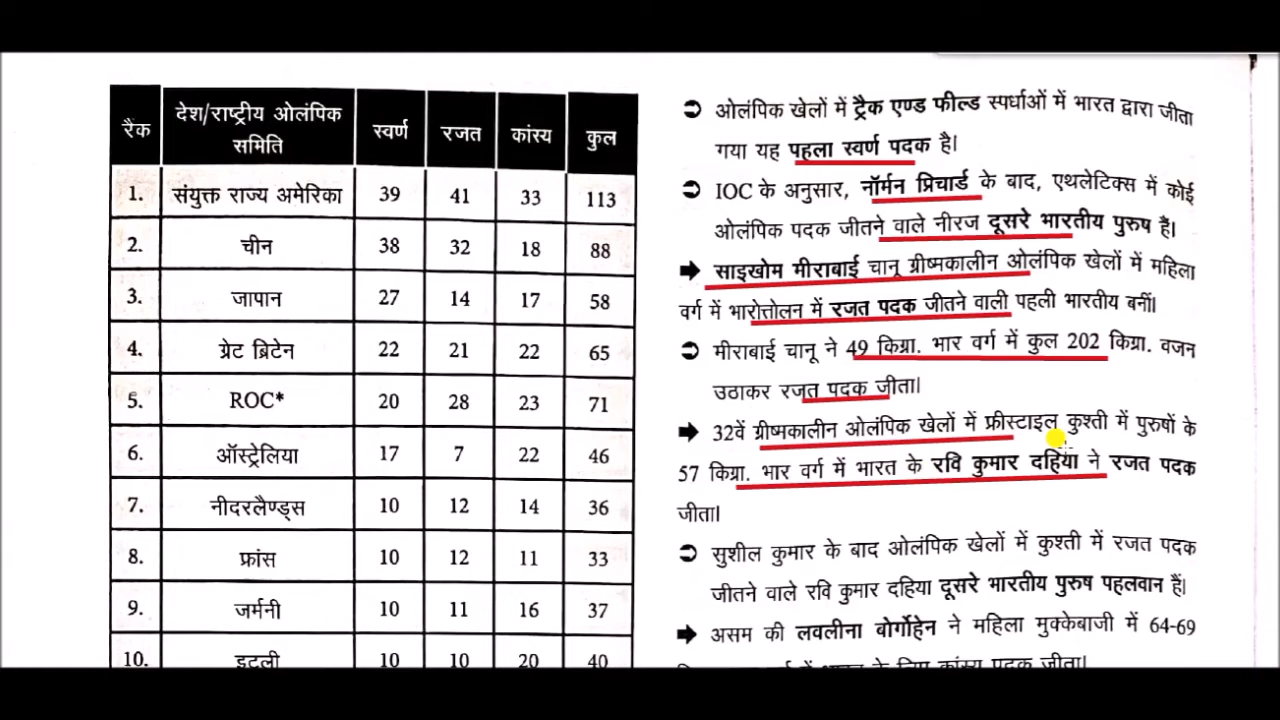 रैंक देश/राष्ट्रीय ओलंपिक समिति स्वर्ण रजत कांस्य कुल
1. संयुक्त राज्य अमेरिका 39 41 33 113
2. चीन 38 32 18 88
3. जापान 27 14 17 58
4. ग्रेट ब्रिटेन 22 21 22 65
5. ROC* 20 28 23 71
6. ऑस्ट्रेलिया 17 7 22 46
7. नीदरलैण्ड्स 10 12 14 36
8. फ्रांस 10 12 11 33
9. जर्मनी 10 11 16 37
10. इटली 10 10 20 40
ओलंपिक खेलों में ट्रैक एण्ड फील्ड स्पर्धाओं में भारत द्वारा जीता
गया यह पहला स्वर्ण पदक है।
IOC के अनुसार, नॉर्मन प्रिचार्ड के बाद, एथलेटिक्स में कोई
ओलंपिक पदक जीतने वाले नीरज दूसरे भारतीय पुरुष हैं।
साइखोम मीराबाई चानू ग्रीष्मकालीन ओलंपिक खेलों में महिला
वर्ग में भारोत्तोलन में रजत पदक जीतने वाली पहली भारतीय बनीं।
मीराबाई चानू ने 49 किग्रा. भार वर्ग में कुल 202 किग्रा. वजन
उठाकर रजत पदक जीता।
32वें ग्रीष्मकालीन ओलंपिक खेलों में फ्रीस्टाइल कुश्ती में पुरुषों के
57 किग्रा. भार वर्ग में भारत के रवि कुमार दहिया ने रजत पदक
जीता।
सुशील कुमार के बाद ओलंपिक खेलों में कुश्ती में रजत पदक
जीतने वाले रवि कुमार दहिया दूसरे भारतीय पुरुष पहलवान हैं।
असम की लवलीना बोर्गोहेन ने महिला मुक्केबाजी में 64-69
में भारत के लिए कांस्य पदक जीता।